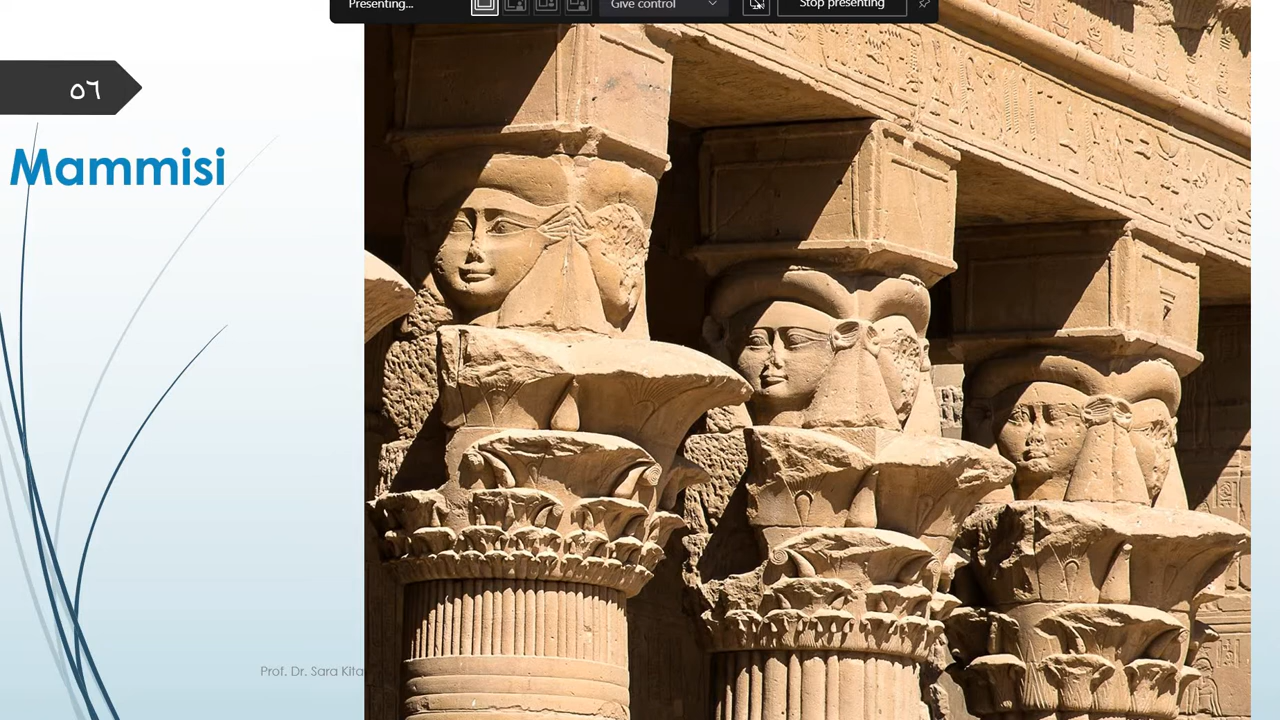 Presenting...
Give control
Stop presenting
٥٦
Mammisi
Prof. Dr. Sara Kita